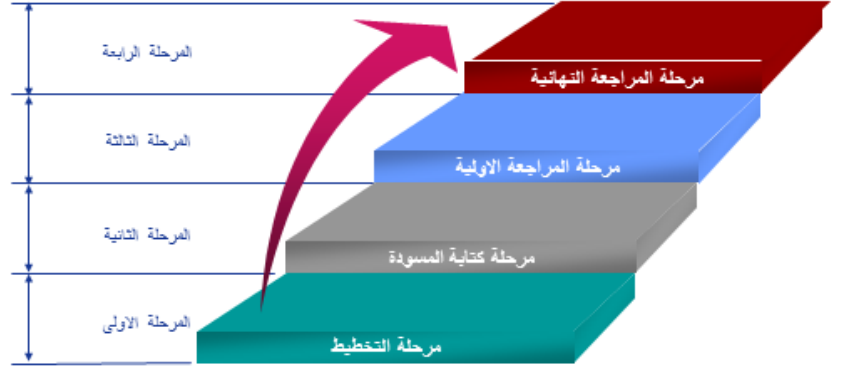 المرحلة الرابعة
مرحلة المراجعة النهائية
المرحلة الثالثة
مرحلة المراجعة الاولية
المرحلة الثانية
مرحلة كتابة المسودة
المرحلة الاولى
مرحلة التخطيط